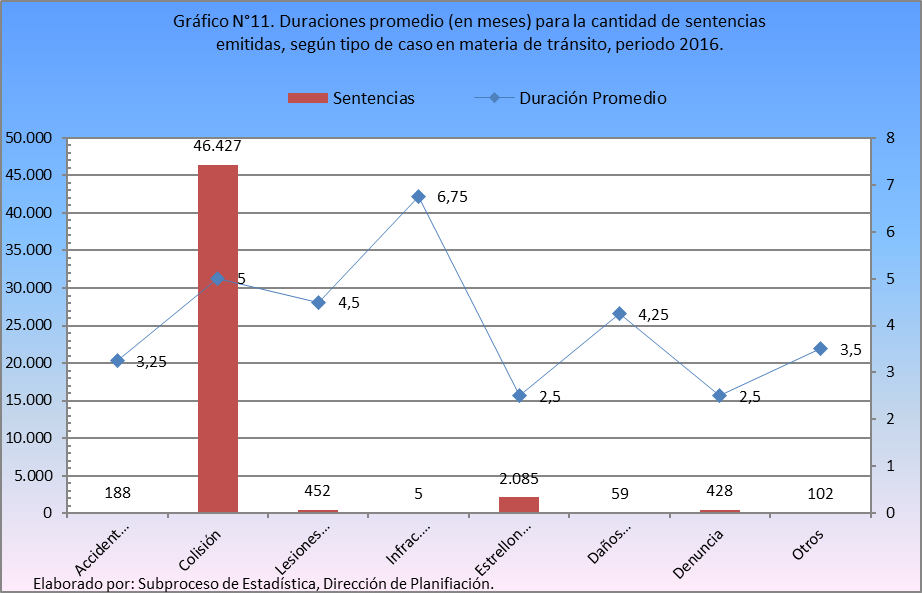 Gráfico N°11. Duraciones promedio (en meses) para la cantidad de sentencias
emitidas, según tipo de caso en materia de tránsito, periodo 2016.
Sentencias
Duración Promedio
50.000
45.000
40.000
35.000
30.000
25.000
20.000
15.000
10.000
5.000
0
8
7
6
5
4
3
2
1
0
46.427
188
452
5
2.085
59
428
102
3,25
5
4,5
6,75
2,5
4,25
2,5
3,5
Accident...
Colisión
Lesiones...
Infrac....
Estrellon...
Daños...
Denuncia
Otros
Elaborado por: Subproceso de Estadística, Dirección de Planifiación.